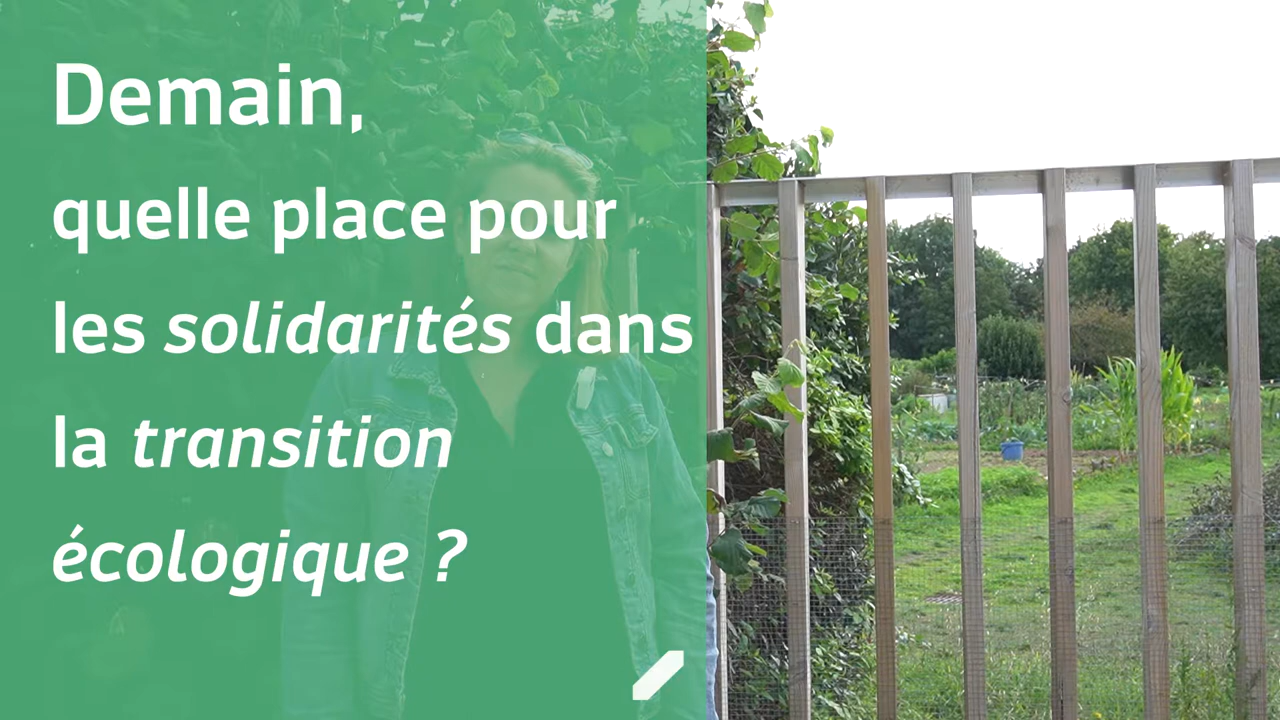 Demain,
quelle place pour
les solidarités dans
la transition
écologique ?